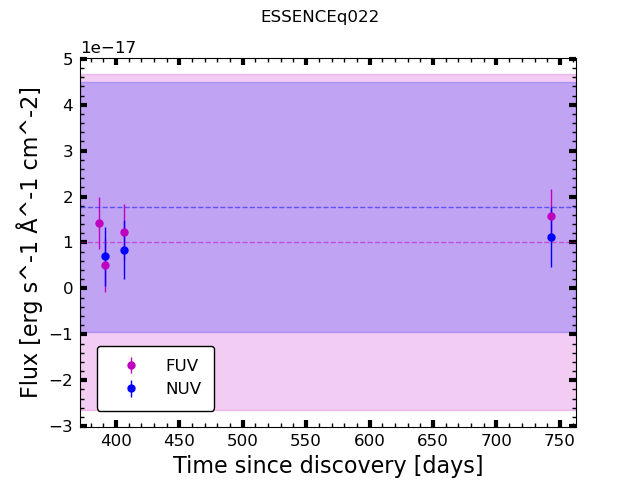 ESSENCEq022
1e−17
Flux [erg s^-1 Å^-1 cm^-2]
5
4
3
2
1
0
−1
−2
−3
FUV
NUV
400 450 500 550 600 650 700 750
Time since discovery [days]